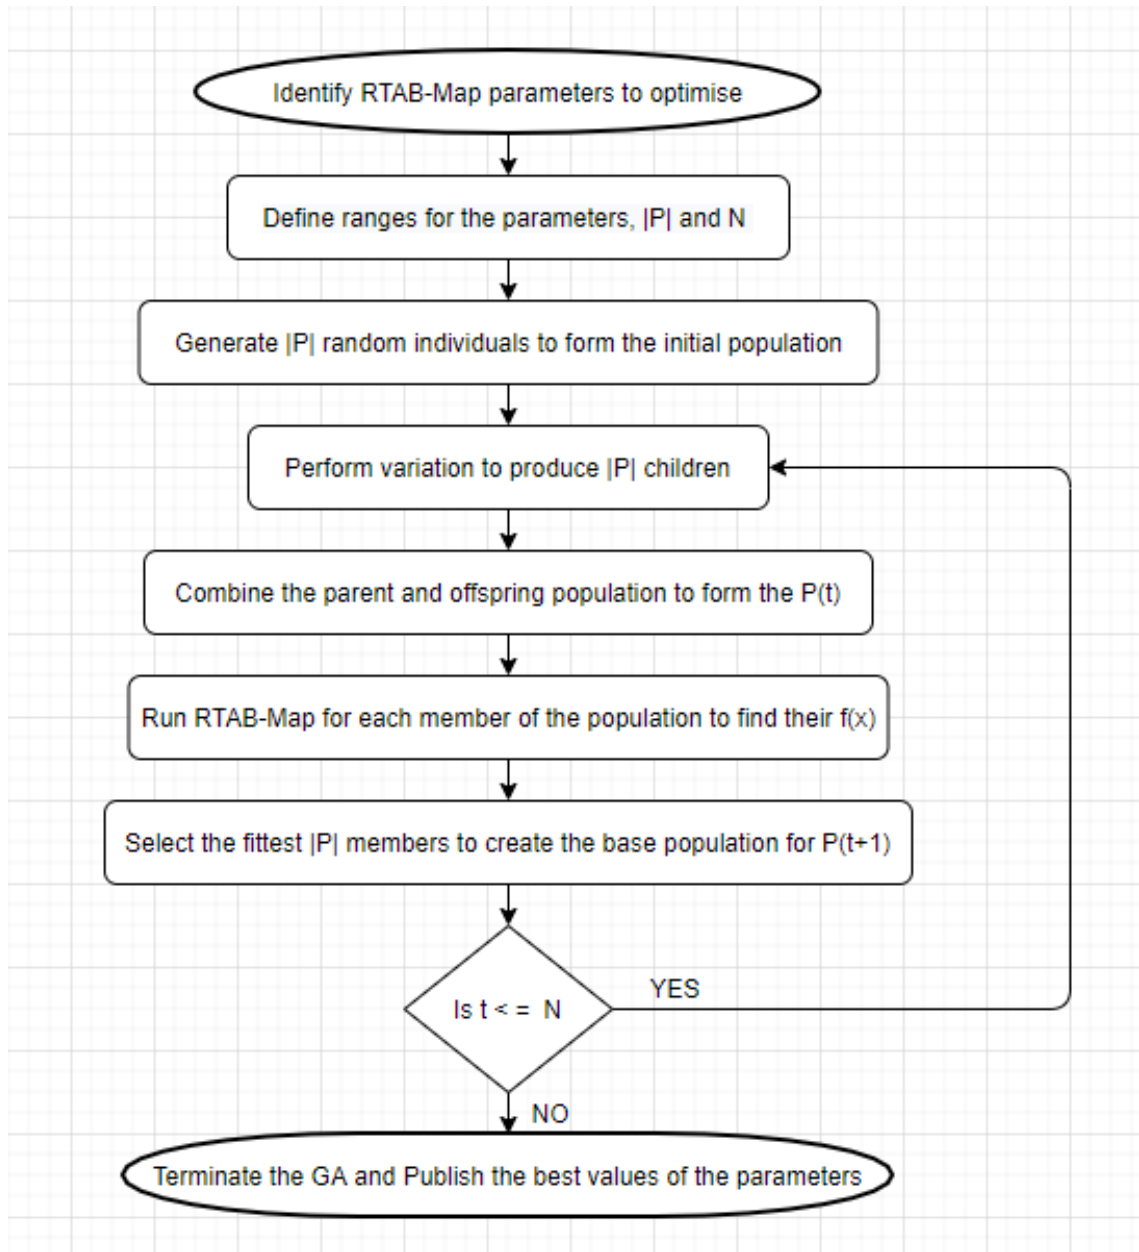 Identify RTAB-Map parameters to optimise
Define ranges for the parameters, |P| and N
Generate |P| random individuals to form the initial population
Perform variation to produce |P| children
Combine the parent and offspring population to form the P(t)
Run RTAB-Map for each member of the population to find their f(x)
Select the fittest |P| members to create the base population for P(t+1)
Is t < = N
YES
NO
Terminate the GA and Publish the best values of the parameters